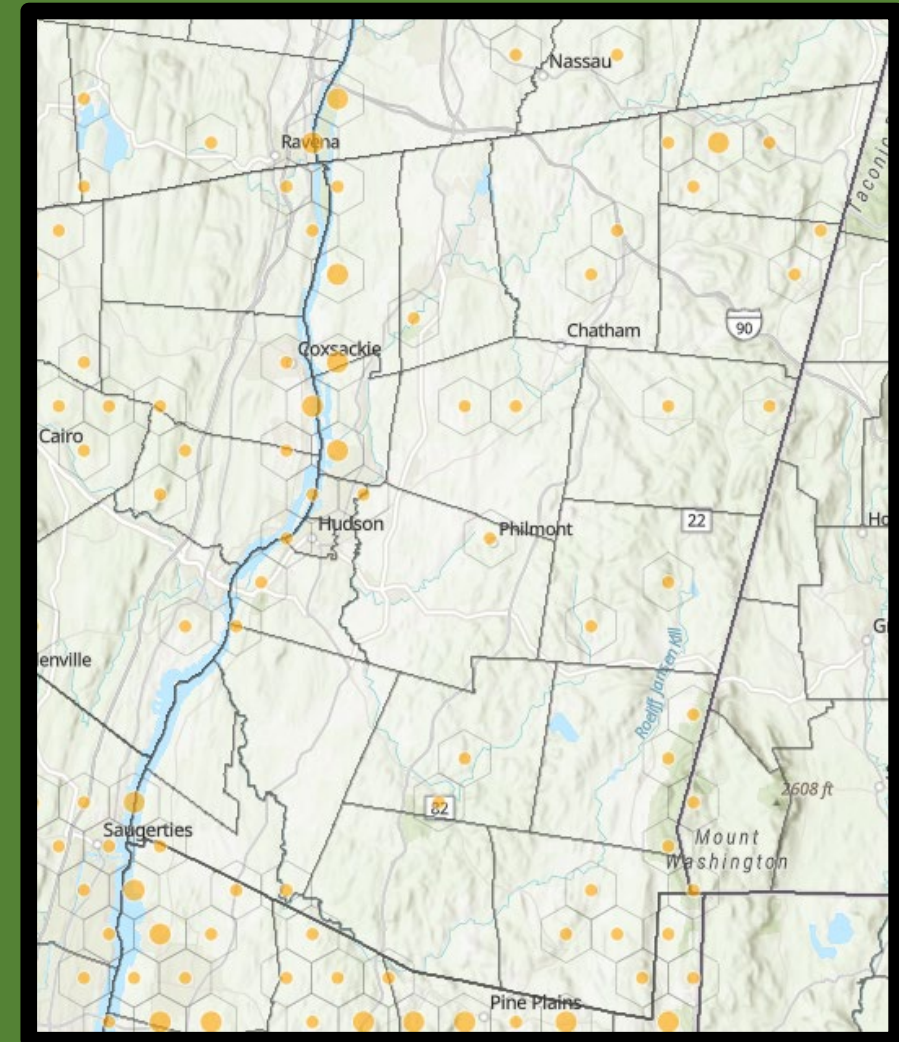 Nassau
Ravena
Taconic
Chatham
90
Coxsackie
Cairo
22
Hudson
Philmont
Ho
Gr
lenville
Roeliff Jansen Kill
82
2608 ft
Saugerties
Mount
Washington
Pine Plains